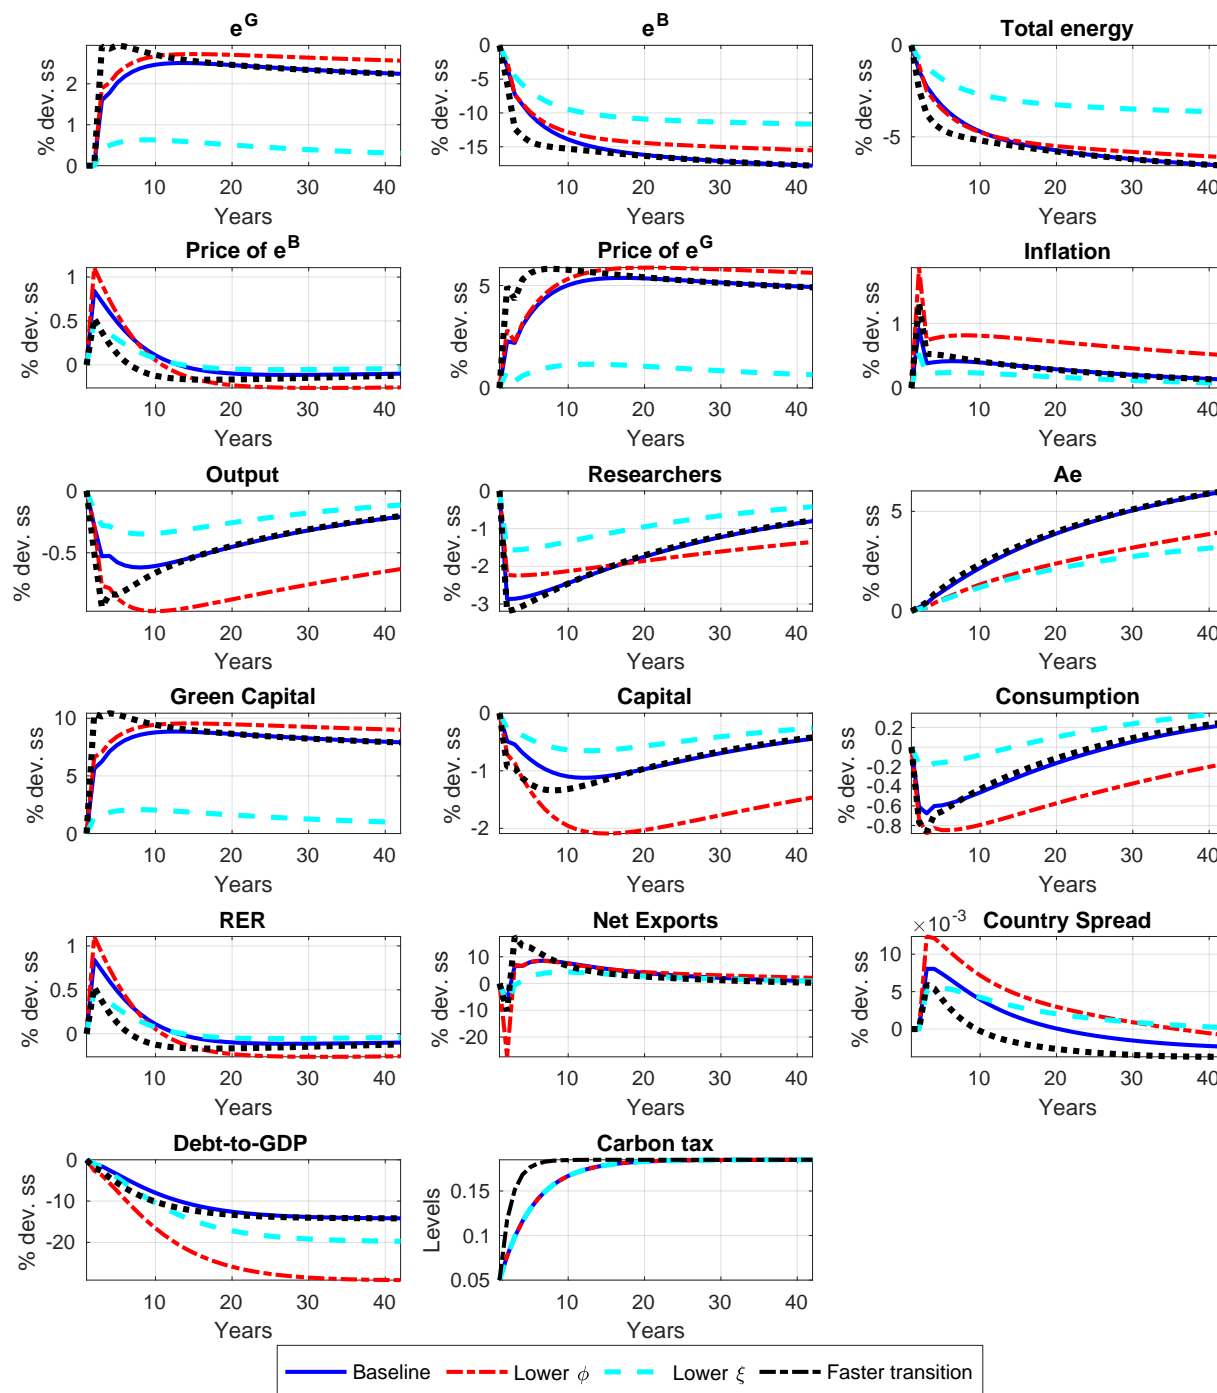 e^G
% dev. ss
2
1
0
10 20 30 40
Years
e^B
% dev. ss
0
-5
-10
-15
10 20 30 40
Years
Total energy
% dev. ss
0
-5
10 20 30 40
Years
Price of e^B
% dev. ss
1
0.5
0
10 20 30 40
Years
Price of e^G
% dev. ss
5
0
10 20 30 40
Years
Inflation
% dev. ss
1
0
10 20 30 40
Years
Output
% dev. ss
0
-0.5
10 20 30 40
Years
Researchers
% dev. ss
0
-1
-2
-3
10 20 30 40
Years
Ae
% dev. ss
5
0
10 20 30 40
Years
Green Capital
% dev. ss
10
5
0
10 20 30 40
Years
Capital
% dev. ss
0
-1
-2
10 20 30 40
Years
Consumption
% dev. ss
0.2
0
-0.2
-0.4
-0.6
-0.8
10 20 30 40
Years
RER
% dev. ss
1
0.5
0
10 20 30 40
Years
Net Exports
% dev. ss
10
0
-10
-20
10 20 30 40
Years
×10^-3 Country Spread
% dev. ss
10
5
0
10 20 30 40
Years
Debt-to-GDP
% dev. ss
0
-10
-20
10 20 30 40
Years
Carbon tax
Levels
0.15
0.1
0.05
10 20 30 40
Years
Baseline Lower ϕ Lower ξ Faster transition